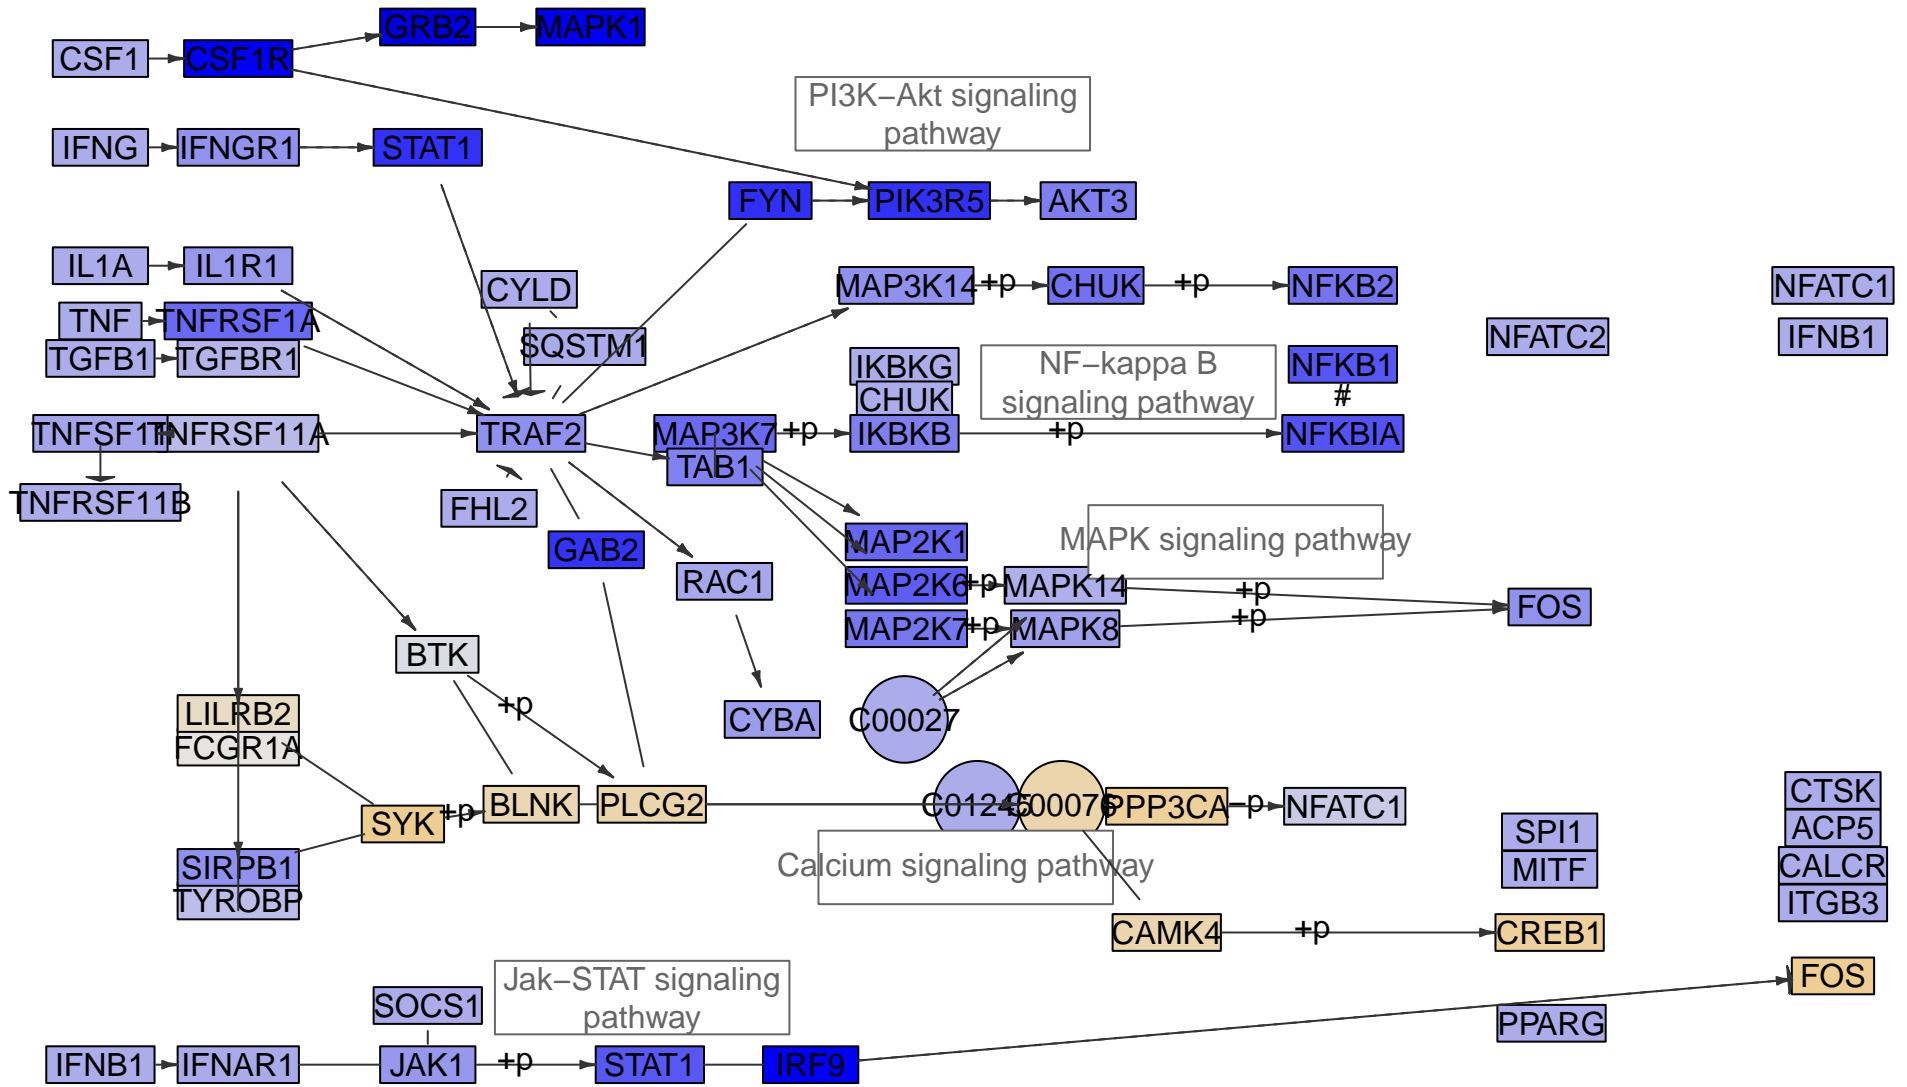 GRB2
MAPK1
CSF1
CSF1R
PI3K−Akt signaling
pathway
IFNG
IFNGR1
STAT1
FYN
PIK3R5
AKT3
IL1A
IL1R1
CYLD
MAP3K14
+p
CHUK
+p
NFKB2
NFATC1
TNF
TNFRSF1A
SQSTM1
NFATC2
IFNB1
TGFB1
TGFBR1
IKBKG
NF−kappa B
signaling pathway
NFKB1
#
CHUK
TNFSF11
TNFRSF11A
TRAF2
MAP3K7
+p
IKBKB
+p
NFKBIA
TAB1
TNFRSF11B
FHL2
GAB2
MAP2K1
MAPK signaling pathway
RAC1
MAP2K6
+p
MAPK14
+p
FOS
MAP2K7
+p
MAPK8
+p
BTK
+p
LILRB2
CYBA
C00027
FCGR1A
SYK
+p
BLNK
PLCG2
C01245
C00076
PPP3CA
−p
NFATC1
CTSK
SPI1
ACP5
SIRPB1
Calcium signaling pathway
MITF
CALCR
TYROBP
ITGB3
CAMK4
+p
CREB1
Jak−STAT signaling
pathway
FOS
SOCS1
PPARG
IFNB1
IFNAR1
JAK1
+p
STAT1
IRF9